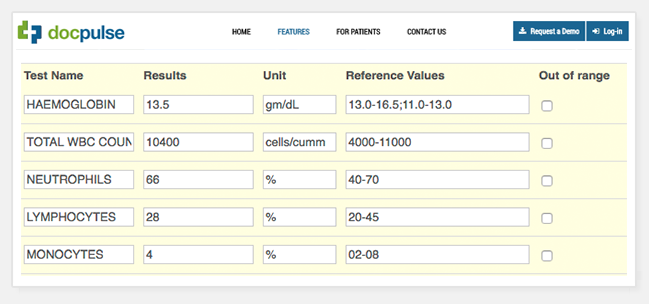 docpulse HOME FEATURES FOR PATIENTS CONTACT US Request a Demo Log-in
Test Name Results Unit Reference Values Out of range
HAEMOGLOBIN 13.5 gm/dL 13.0-16.5;11.0-13.0
TOTAL WBC COUN 10400 cells/cumm 4000-11000
NEUTROPHILS 66 % 40-70
LYMPHOCYTES 28 % 20-45
MONOCYTES 4 % 02-08